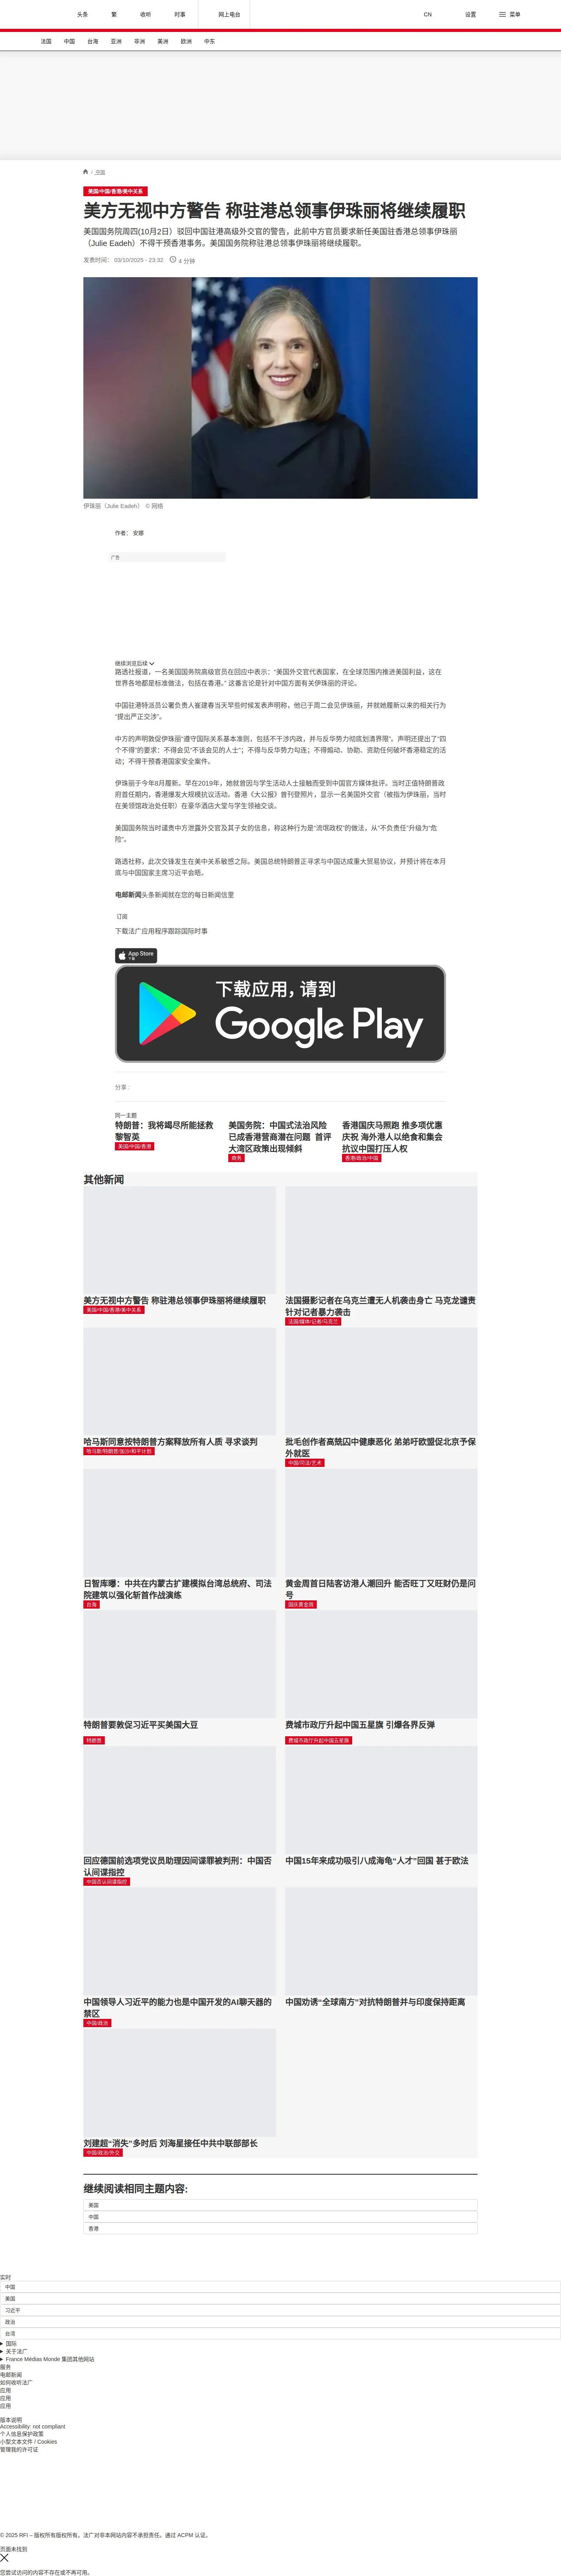 头条
繁
收听
时事
网上电台
CN
设置
菜单
法国
中国
台海
亚洲
非洲
美洲
欧洲
中东
/ 中国
美国/中国/香港/美中关系
美方无视中方警告 称驻港总领事伊珠丽将继续履职
美国国务院周四(10月2日）驳回中国驻港高级外交官的警告，此前中方官员要求新任美国驻香港总领事伊珠丽
（Julie Eadeh）不得干预香港事务。美国国务院称驻港总领事伊珠丽将继续履职。
发表时间： 03/10/2025 - 23:32
4 分钟
伊珠丽（Julie Eadeh） © 网络
作者： 安娜
广告
继续浏览后续
路透社报道，一名美国国务院高级官员在回应中表示："美国外交官代表国家，在全球范围内推进美国利益，这在
世界各地都是标准做法，包括在香港。" 这番言论是针对中国方面有关伊珠丽的评论。
中国驻港特派员公署负责人崔建春当天早些时候发表声明称，他已于周二会见伊珠丽，并就她履新以来的相关行为
"提出严正交涉"。
中方的声明敦促伊珠丽"遵守国际关系基本准则，包括不干涉内政，并与反华势力彻底划清界限"。声明还提出了"四
个不得"的要求：不得会见"不该会见的人士"；不得与反华势力勾连；不得煽动、协助、资助任何破坏香港稳定的活
动；不得干预香港国家安全案件。
伊珠丽于今年8月履新。早在2019年，她就曾因与学生活动人士接触而受到中国官方媒体批评。当时正值特朗普政
府首任期内，香港爆发大规模抗议活动。香港《大公报》曾刊登照片，显示一名美国外交官（被指为伊珠丽，当时
在美领馆政治处任职）在豪华酒店大堂与学生领袖交谈。
美国国务院当时谴责中方泄露外交官及其子女的信息，称这种行为是"流氓政权"的做法，从"不负责任"升级为"危
险"。
路透社称，此次交锋发生在美中关系敏感之际。美国总统特朗普正寻求与中国达成重大贸易协议，并预计将在本月
底与中国国家主席习近平会晤。
电邮新闻头条新闻就在您的每日新闻信里
订阅
下载法广应用程序跟踪国际时事
App Store
下载
下载应用，请到
Google Play
分享 :
同一主题
特朗普：我将竭尽所能拯救
黎智英
美国/中国/香港
美国务院：中国式法治风险
已成香港营商潜在问题 首评
大湾区政策出现倾斜
商务
香港国庆马照跑 推多项优惠
庆祝 海外港人以绝食和集会
抗议中国打压人权
香港/政治/中国
其他新闻
美方无视中方警告 称驻港总领事伊珠丽将继续履职
美国/中国/香港/美中关系
法国摄影记者在乌克兰遭无人机袭击身亡 马克龙谴责
针对记者暴力袭击
法国/媒体/记者/乌克兰
哈马斯同意按特朗普方案释放所有人质 寻求谈判
哈马斯/特朗普/加沙/和平计划
批毛创作者高兟囚中健康恶化 弟弟吁欧盟促北京予保
外就医
中国/司法/艺术
日智库曝：中共在内蒙古扩建模拟台湾总统府、司法
院建筑以强化斩首作战演练
台海
黄金周首日陆客访港人潮回升 能否旺丁又旺财仍是问
号
国庆黄金周
特朗普要敦促习近平买美国大豆
特朗普
费城市政厅升起中国五星旗 引爆各界反弹
费城市政厅升起中国五星旗
回应德国前选项党议员助理因间谍罪被判刑：中国否
认间谍指控
中国否认间谍指控
中国15年来成功吸引八成海龟"人才"回国 甚于欧法
中国领导人习近平的能力也是中国开发的AI聊天器的
禁区
中国/政治
中国劝诱"全球南方"对抗特朗普并与印度保持距离
刘建超"消失"多时后 刘海星接任中共中联部部长
中国/政治/外交
继续阅读相同主题内容:
美国
中国
香港
实时
中国
美国
习近平
政治
台湾
国际
关于法广
France Médias Monde 集团其他网站
服务
电邮新闻
如何收听法广
应用
应用
应用
版本说明
Accessibility: not compliant
个人信息保护政策
小型文本文件 / Cookies
管理我的许可证
© 2025 RFI – 版权所有版权所有。法广对非本网站内容不承担责任。通过 ACPM 认证。
页面未找到
您尝试访问的内容不存在或不再可用。